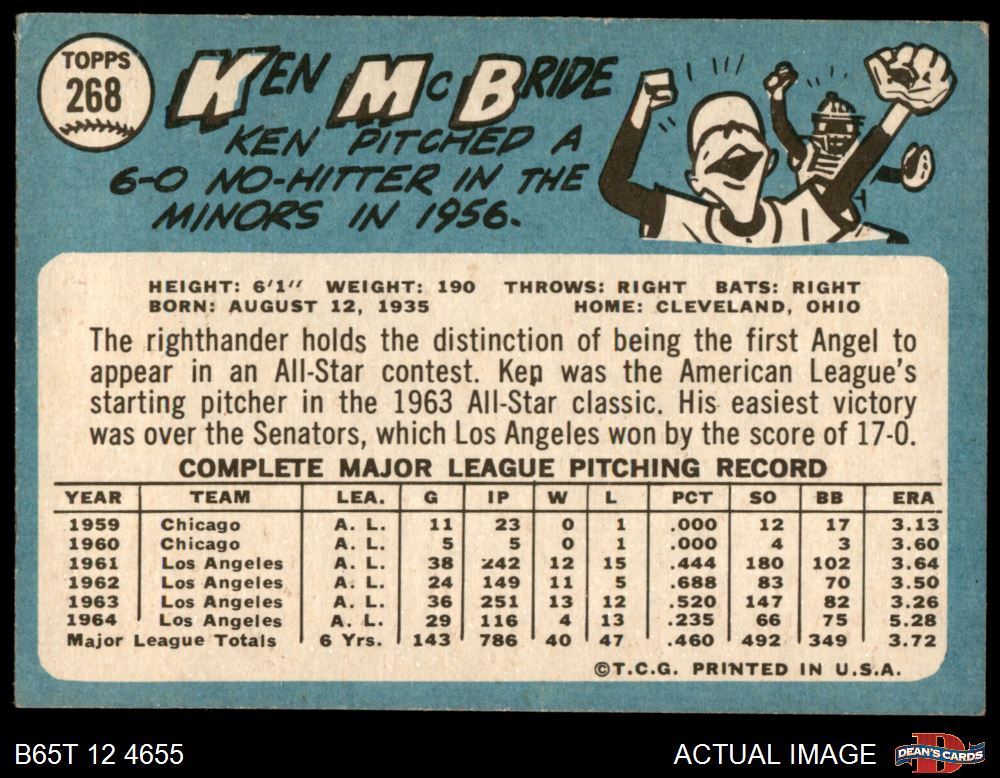 TOPPS
268
KEN McBRIDE
KEN PITCHED A
6-0 NO-HITTER IN THE
MINORS IN 1956.
HEIGHT: 6'1" WEIGHT: 190 THROWS: RIGHT BATS: RIGHT
BORN: AUGUST 12, 1935 HOME: CLEVELAND, OHIO
The righthander holds the distinction of being the first Angel to
appear in an All-Star contest. Ken was the American League's
starting pitcher in the 1963 All-Star classic. His easiest victory
was over the Senators, which Los Angeles won by the score of 17-0.
COMPLETE MAJOR LEAGUE PITCHING RECORD
YEAR TEAM LEA. G IP W L PCT SO BB ERA
1959 Chicago A. L. 11 23 0 1 .000 12 17 3.13
1960 Chicago A. L. 5 5 0 1 .000 4 3 3.60
1961 Los Angeles A. L. 38 242 12 15 .444 180 102 3.64
1962 Los Angeles A. L. 24 149 11 5 .688 83 70 3.50
1963 Los Angeles A. L. 36 251 13 12 .520 147 82 3.26
1964 Los Angeles A. L. 29 116 4 13 .235 66 75 5.28
Major League Totals 6 Yrs. 143 786 40 47 .460 492 349 3.72
©T.C.G. PRINTED IN U.S.A.
B65T 12 4655 ACTUAL IMAGE DEAN'S CARDS